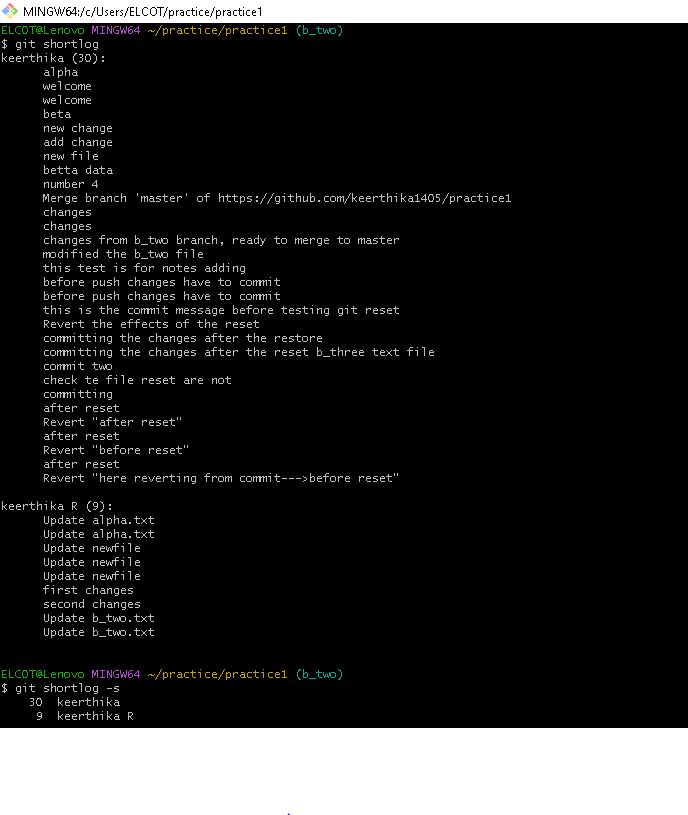 MINGW64:/c/Users/ELCOT/practice/practice1
ELCOT@Lenovo MINGW64 ~/practice/practice1 (b_two)
$ git shortlog
keerthika (30):
      alpha
      welcome
      welcome
      beta
      new change
      add change
      new file
      betta data
      number 4
      Merge branch 'master' of https://github.com/keerthika1405/practice1
      changes
      changes
      changes from b_two branch, ready to merge to master
      modified the b_two file
      this test is for notes adding
      before push changes have to commit
      before push changes have to commit
      this is the commit message before testing git reset
      Revert the effects of the reset
      committing the changes after the restore
      committing the changes after the reset b_three text file
      commit two
      check te file reset are not
      committing
      after reset
      Revert "after reset"
      after reset
      Revert "before reset"
      after reset
      Revert "here reverting from commit--->before reset"

keerthika R (9):
      Update alpha.txt
      Update alpha.txt
      Update newfile
      Update newfile
      Update newfile
      first changes
      second changes
      Update b_two.txt
      Update b_two.txt

ELCOT@Lenovo MINGW64 ~/practice/practice1 (b_two)
$ git shortlog -s
    30  keerthika
     9  keerthika R